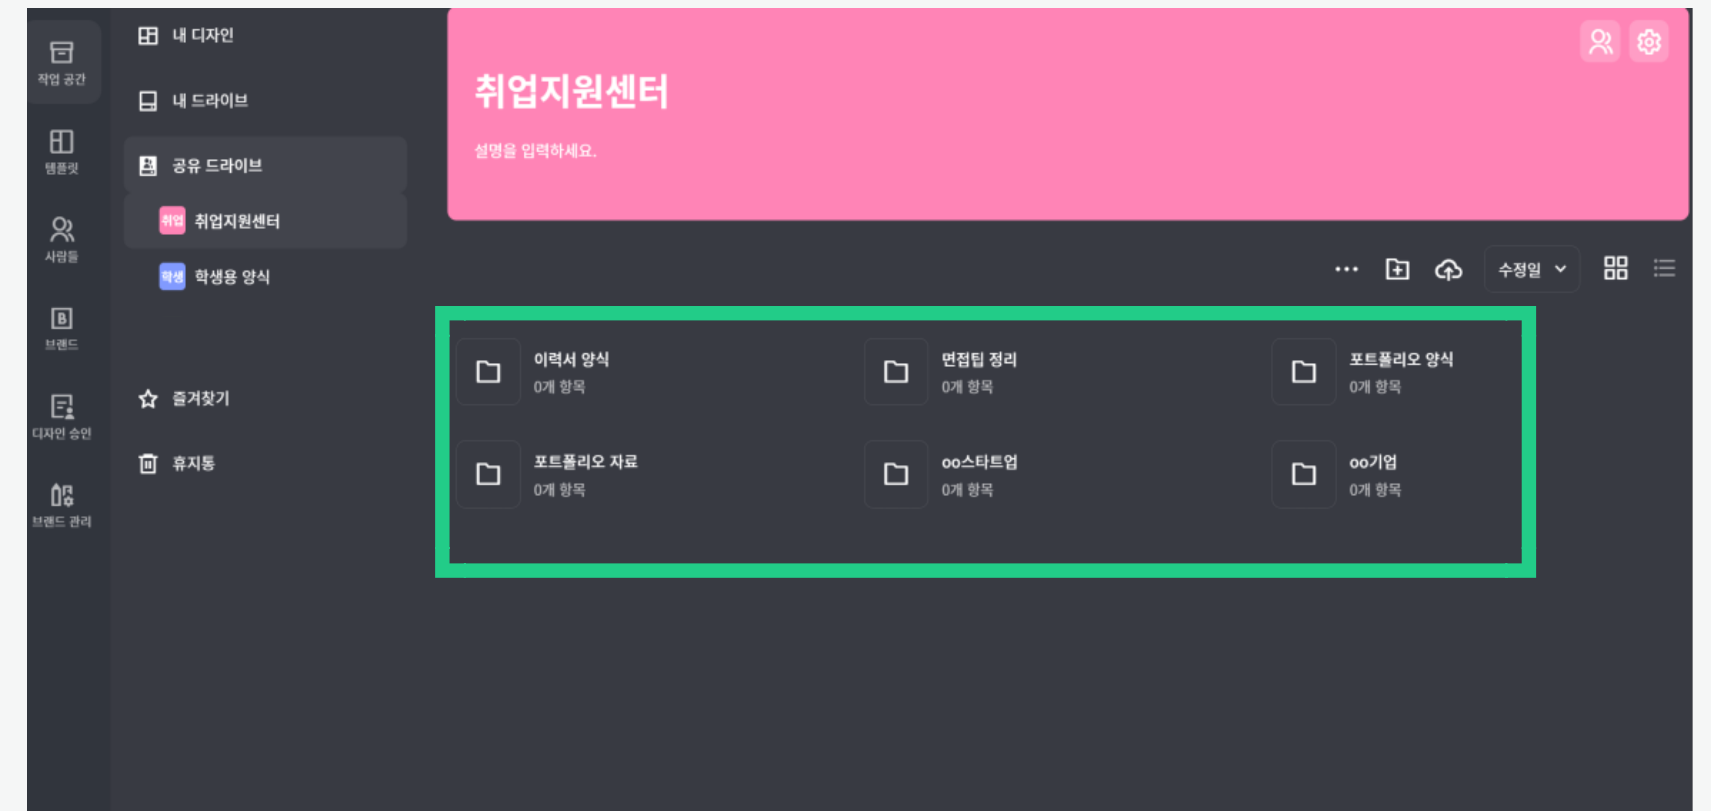 작업 공간
템플릿
사람들
브랜드
디자인 승인
브랜드 관리
내 디자인
내 드라이브
공유 드라이브
취업 취업지원센터
학생 학생용 양식
즐겨찾기
휴지통
취업지원센터
설명을 입력하세요.
수정일
이력서 양식
0개 항목
면접팁 정리
0개 항목
포트폴리오 양식
0개 항목
포트폴리오 자료
0개 항목
oo스타트업
0개 항목
oo기업
0개 항목